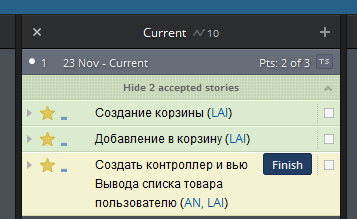 Current 10
1 23 Nov - Current Pts: 2 of 3 TS
Hide 2 accepted stories
Создание корзины (LAI)
Добавление в корзину (LAI)
Создать контроллер и вью Finish
Вывода списка товара
пользователю (AN, LAI)